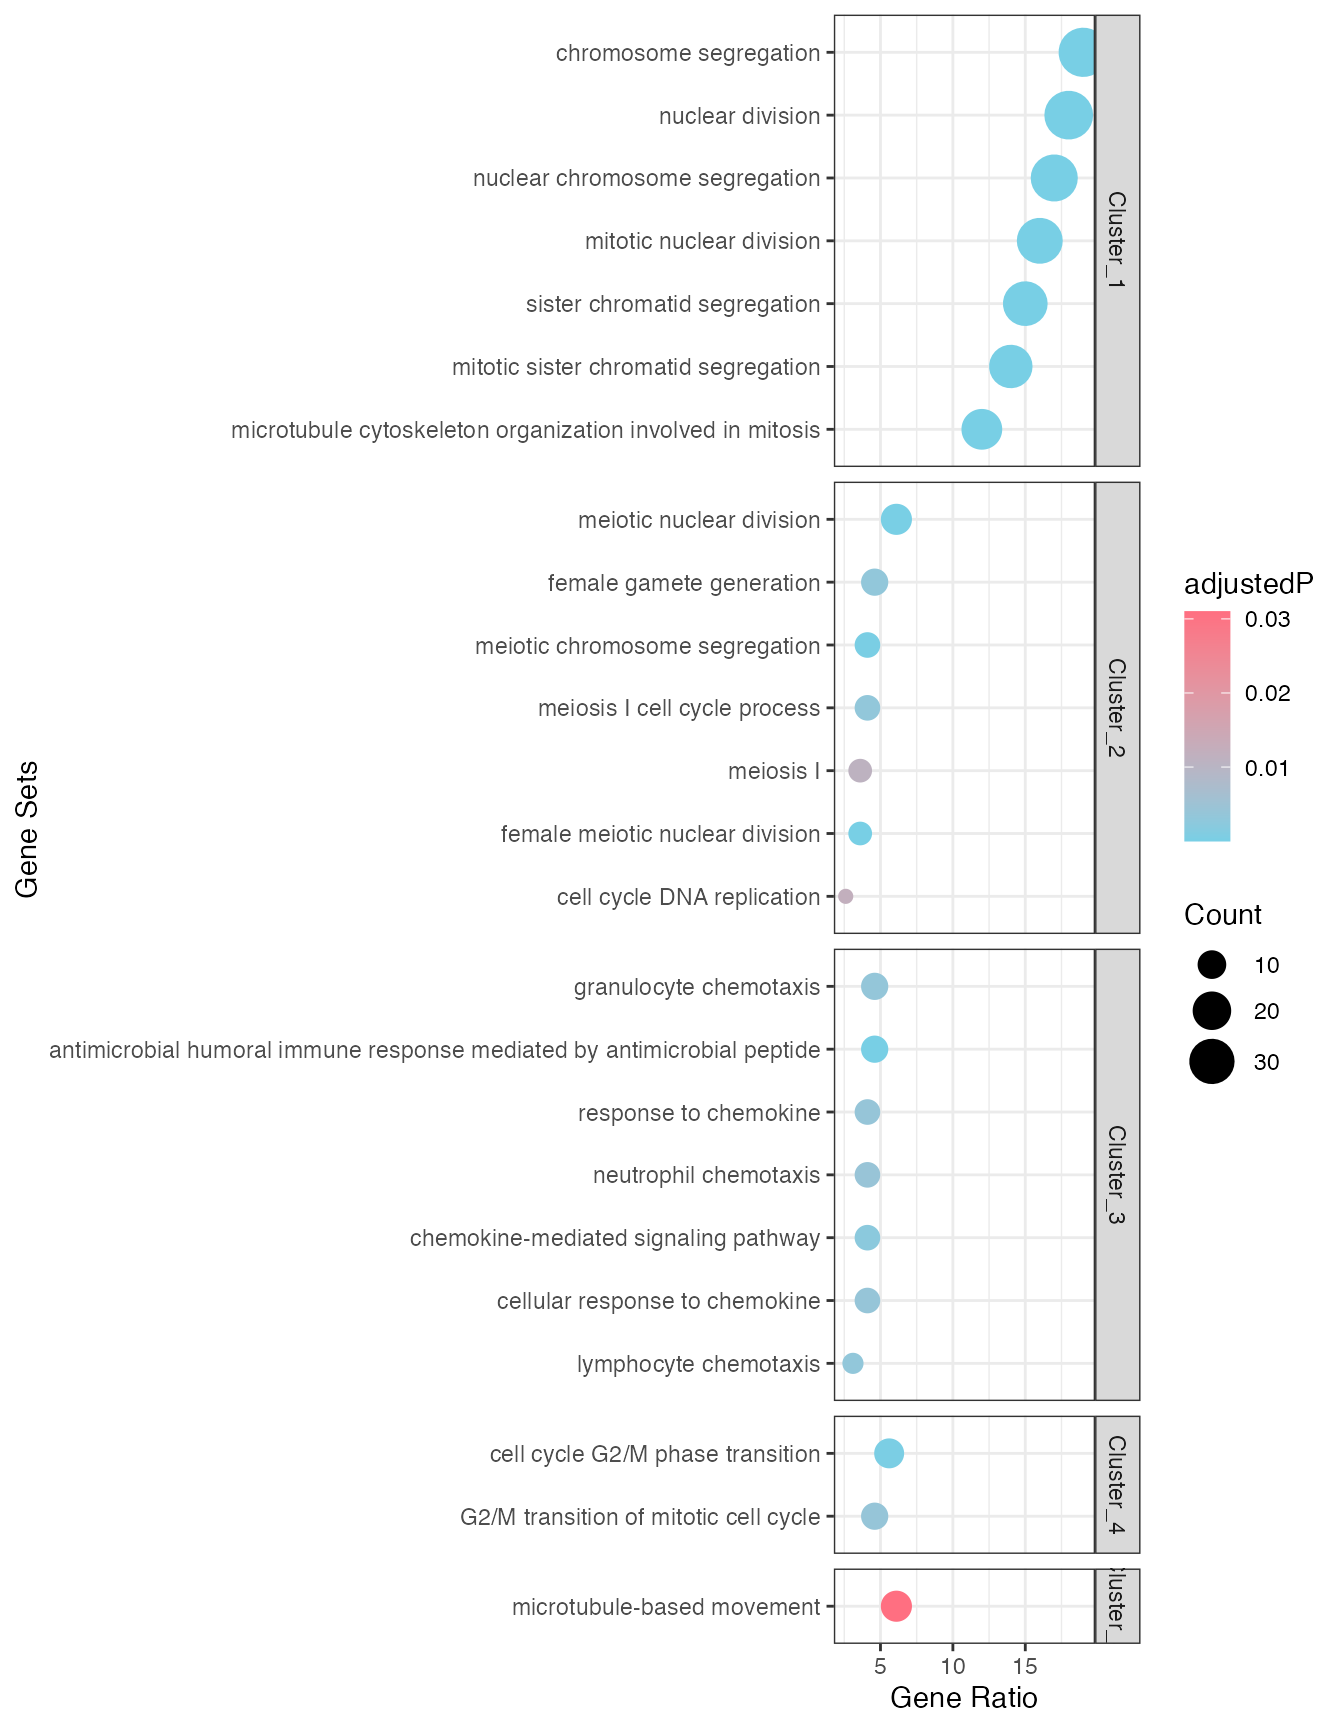 chromosome segregation
nuclear division
nuclear chromosome segregation
mitotic nuclear division
sister chromatid segregation
mitotic sister chromatid segregation
microtubule cytoskeleton organization involved in mitosis
Cluster_1
meiotic nuclear division
female gamete generation
meiotic chromosome segregation
meiosis I cell cycle process
meiosis I
female meiotic nuclear division
cell cycle DNA replication
Cluster_2
granulocyte chemotaxis
antimicrobial humoral immune response mediated by antimicrobial peptide
response to chemokine
neutrophil chemotaxis
chemokine-mediated signaling pathway
cellular response to chemokine
lymphocyte chemotaxis
Cluster_3
cell cycle G2/M phase transition
G2/M transition of mitotic cell cycle
Cluster_4
microtubule-based movement
5 10 15
Gene Ratio
Gene Sets
adjustedP
0.03
0.02
0.01
Count
10
20
30